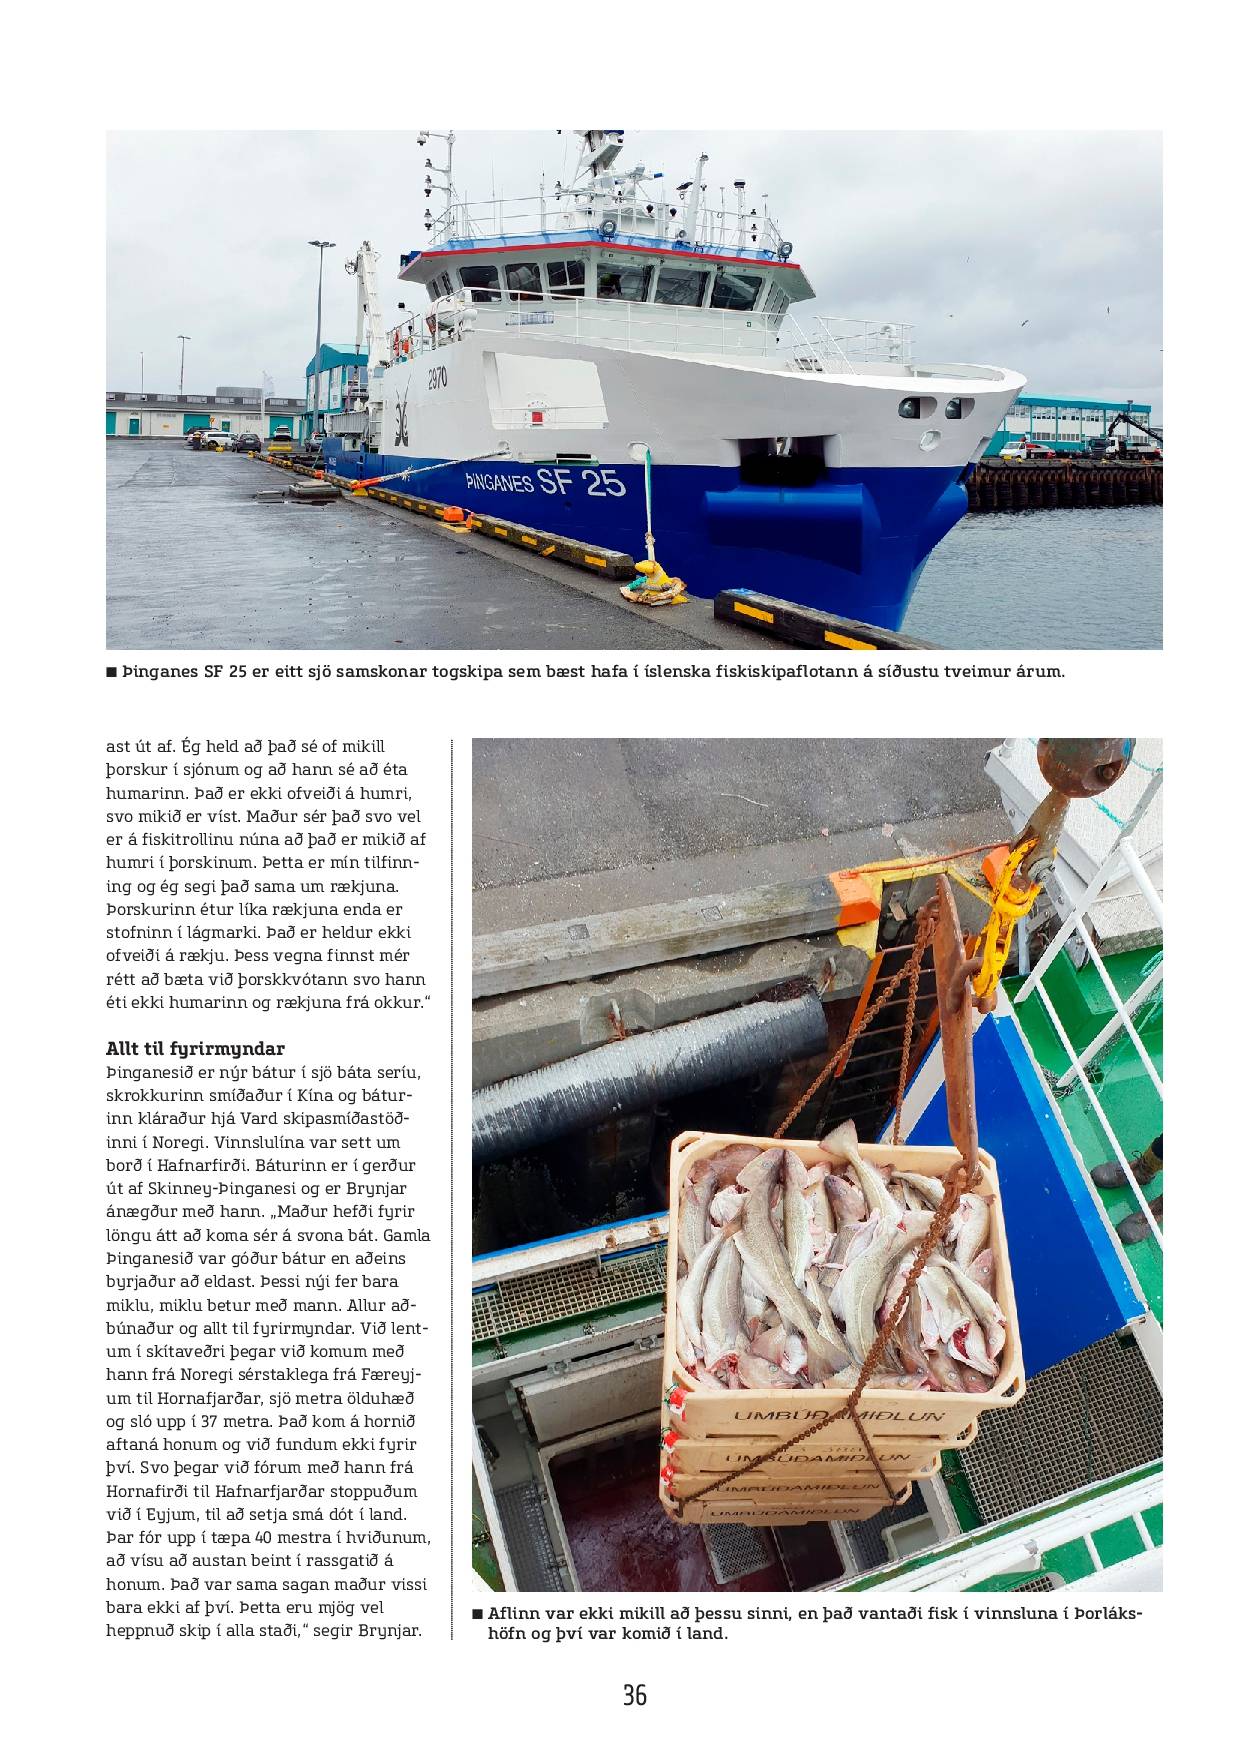 2970
ÞINGANES SF 25
■ Þinganes SF 25 er eitt sjö samskonar togskipa sem bæst hafa í íslenska fiskiskipaflotann á síðustu tveimur árum.
ast út af. Ég held að það sé of mikill
þorskur í sjónum og að hann sé að éta
humarinn. Það er ekki ofveiði á humri,
svo mikið er víst. Maður sér það svo vel
er á fiskitrollinu núna að það er mikið af
humri í þorskinum. Þetta er mín tilfinn-
ing og ég segi það sama um rækjuna.
Þorskurinn étur líka rækjuna enda er
stofninn í lágmarki. Það er heldur ekki
ofveiði á rækju. Þess vegna finnst mér
rétt að bæta við þorskkvótann svo hann
éti ekki humarinn og rækjuna frá okkur.“
Allt til fyrirmyndar
Þinganesið er nýr bátur í sjö báta seríu,
skrokkurinn smíðaður í Kína og bátur-
inn kláraður hjá Vard skipasmíðastöð-
inni í Noregi. Vinnslulína var sett um
borð í Hafnarfirði. Báturinn er í gerður
út af Skinney-Þinganesi og er Brynjar
ánægður með hann. „Maður hefði fyrir
löngu átt að koma sér á svona bát. Gamla
Þinganesið var góður bátur en aðeins
byrjaður að eldast. Þessi nýi fer bara
miklu, miklu betur með mann. Allur að-
búnaður og allt til fyrirmyndar. Við lent-
um í skítaveðri þegar við komum með
hann frá Noregi sérstaklega frá Færeyj-
um til Hornafjarðar, sjö metra ölduhæð
og sló upp í 37 metra. Það kom á hornið
aftaná honum og við fundum ekki fyrir
því. Svo þegar við fórum með hann frá
Hornafirði til Hafnarfjarðar stoppuðum
við í Eyjum, til að setja smá dót í land.
Þar fór upp í tæpa 40 mestra í hviðunum,
að vísu að austan beint í rassgatið á
honum. Það var sama sagan maður vissi
bara ekki af því. Þetta eru mjög vel
heppnuð skip í alla staði,“ segir Brynjar.
UMBÚÐAMIÐLUN
UMBÚÐAMIÐLUN
UMBÚÐAMIÐLUN
UMBÚÐAMIÐLUN
■ Aflinn var ekki mikill að þessu sinni, en það vantaði fisk í vinnsluna í Þorláks-
höfn og því var komið í land.
36